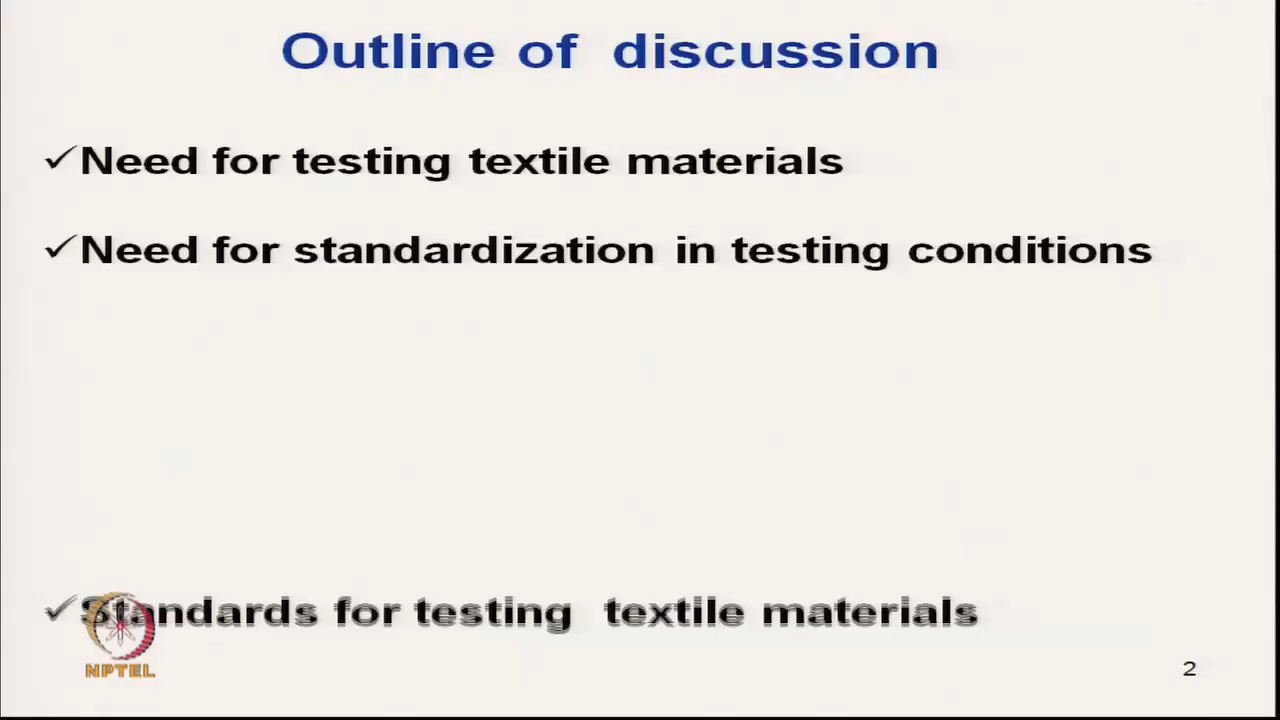 Outline of discussion
✓Need for testing textile materials
✓Need for standardization in testing conditions
✓Standards for testing textile materials
NPTEL
2